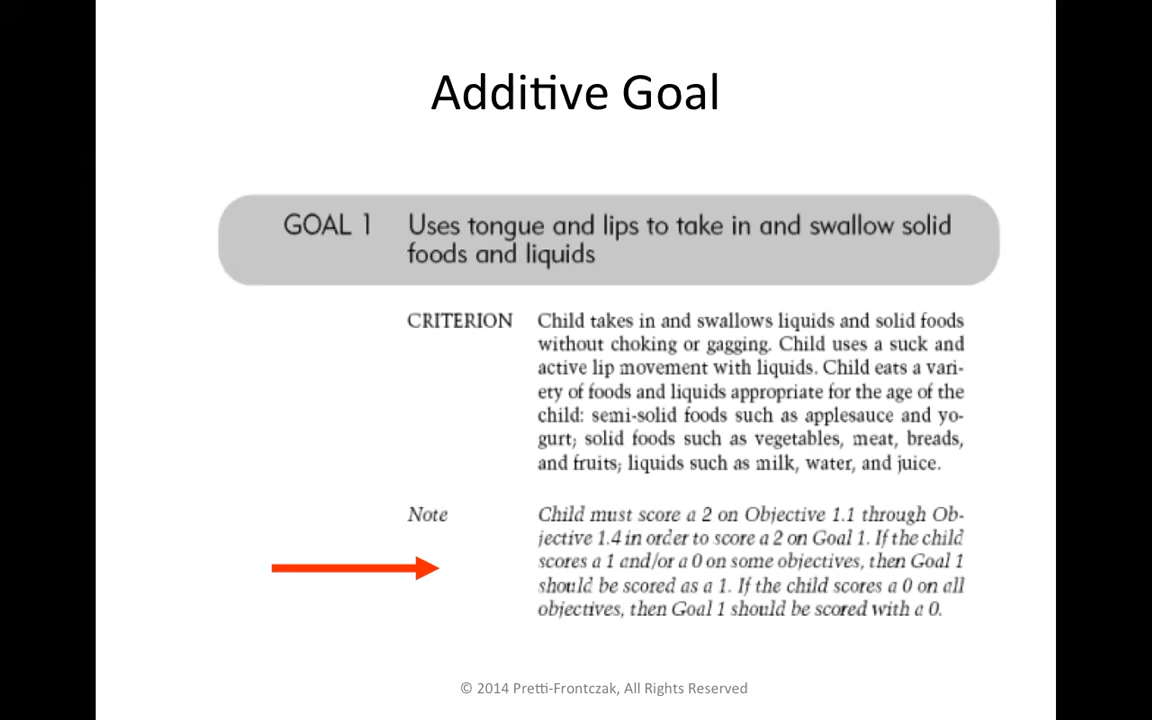 Additive Goal
GOAL 1 Uses tongue and lips to take in and swallow solid
foods and liquids
CRITERION Child takes in and swallows liquids and solid foods
without choking or gagging. Child uses a suck and
active lip movement with liquids. Child eats a vari-
ety of foods and liquids appropriate for the age of the
child: semi-solid foods such as applesauce and yo-
gurt; solid foods such as vegetables, meat, breads,
and fruits; liquids such as milk, water, and juice.
Note Child must score a 2 on Objective 1.1 through Ob-
jective 1.4 in order to score a 2 on Goal 1. If the child
scores a 1 and/or a 0 on some objectives, then Goal 1
should be scored as a 1. If the child scores a 0 on all
objectives, then Goal 1 should be scored with a 0.
© 2014 Pretti-Frontczak, All Rights Reserved